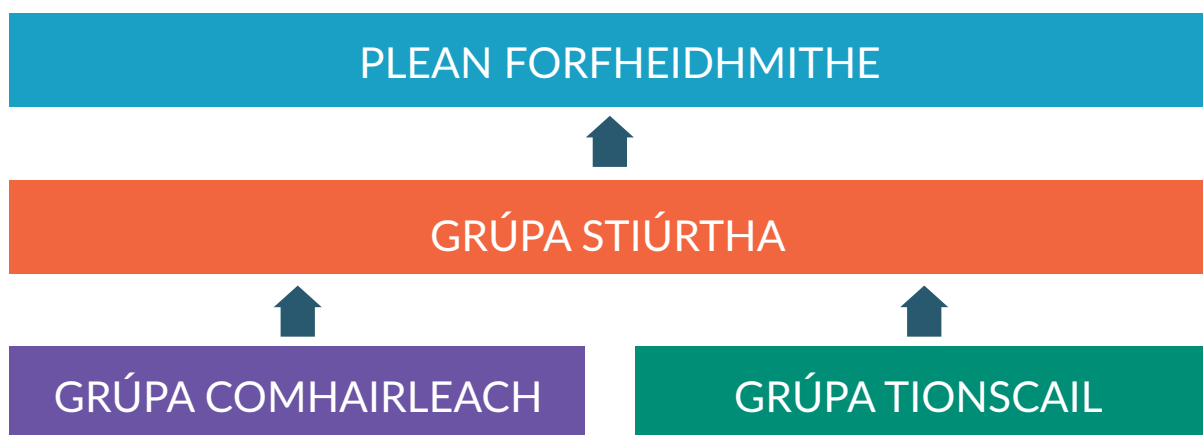 PLEAN FORFHEIDHMITHE
GRÚPA STIÚRTHA
GRÚPA COMHAIRLEACH
GRÚPA TIONSCAIL